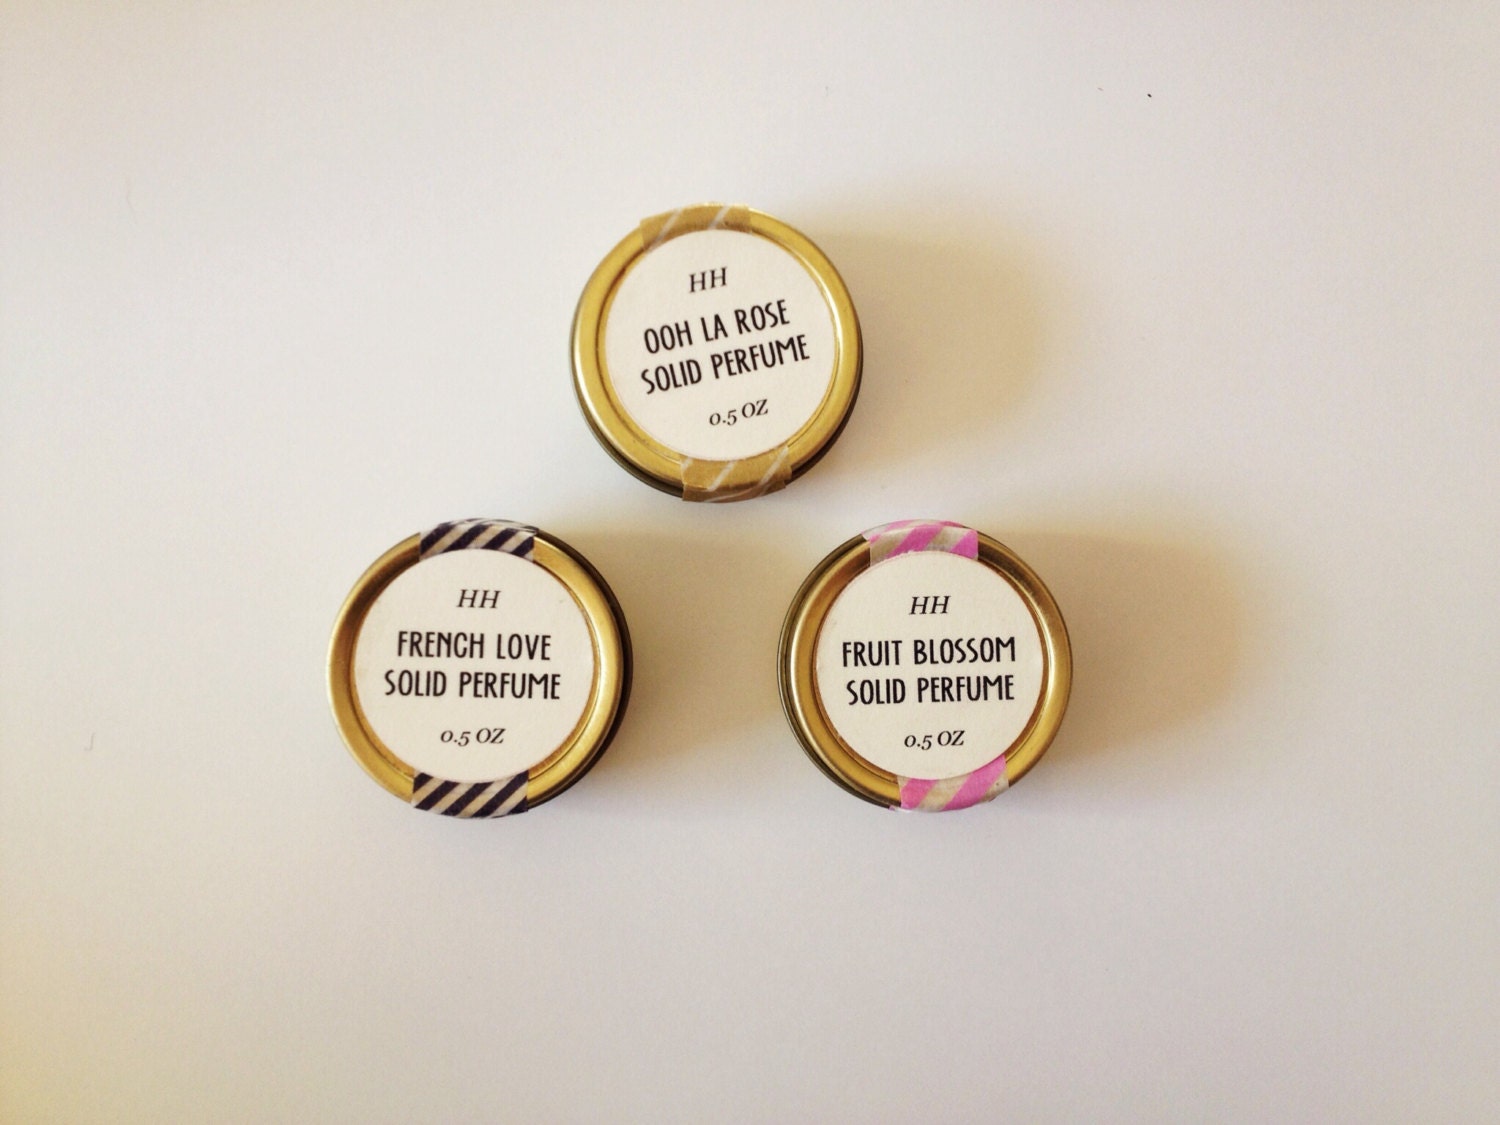 HH
OOH LA ROSE
SOLID PERFUME
0.5 OZ
HH
FRENCH LOVE
SOLID PERFUME
0.5 OZ
HH
FRUIT BLOSSOM
SOLID PERFUME
0.5 OZ